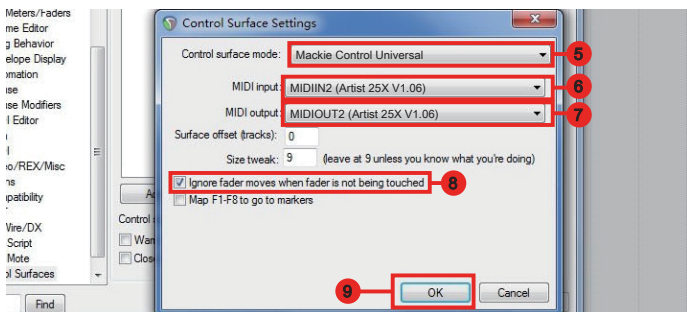 Meters/Faders
me Editor
g Behavior
elope Display
omation
use
use Modifiers
I Editor
o/REX/Misc
ns
patibility
Wire/DX
Script
Mote
ol Surfaces
Find
Control
Warn
Close
Control Surface Settings
Control surface mode: Mackie Control Universal 5
MIDI input: MIDIIN2 (Artist 25X V1.06) 6
MIDI output: MIDIOUT2 (Artist 25X V1.06) 7
Surface offset (tracks): 0
Size tweak: 9 (leave at 9 unless you know what you're doing)
Ignore fader moves when fader is not being touched 8
Map F1-F8 to go to markers
9 OK Cancel